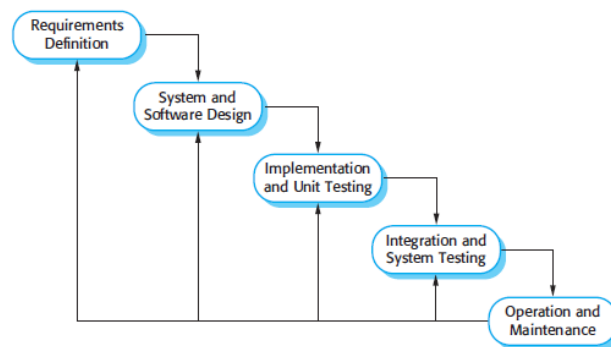 Requirements
Definition
System and
Software Design
Implementation
and Unit Testing
Integration and
System Testing
Operation and
Maintenance